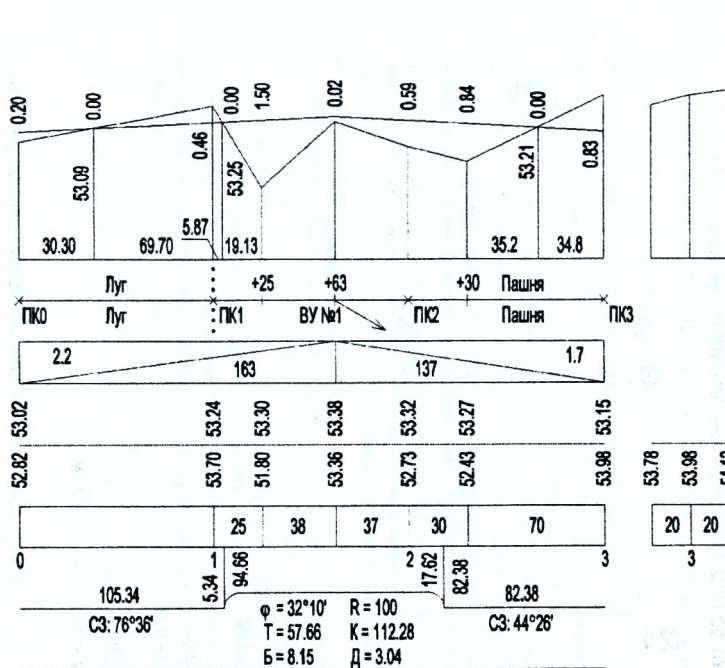 0.20 0.00 0.46 0.00 1.50 0.02 0.59 0.84 0.00 0.83
53.09 53.25 53.21
30.30 69.70 5.87 19.13 35.2 34.8
Луг +25 +63 +30 Пашня
ПК0 Луг ПК1 ВУ №1 ПК2 Пашня ПК3
2.2 163 137 1.7
53.02 53.24 53.30 53.38 53.32 53.27 53.15
52.82 53.70 51.80 53.36 52.73 52.43 53.98 53.78 53.98
25 38 37 30 70 20 20
0 1 2 3 3
105.34 5.34 94.66 17.62 82.38 82.38
СЗ: 76°36' СЗ: 44°26'
φ = 32°10' R = 100
Т = 57.66 К = 112.28
Б = 8.15 Д = 3.04